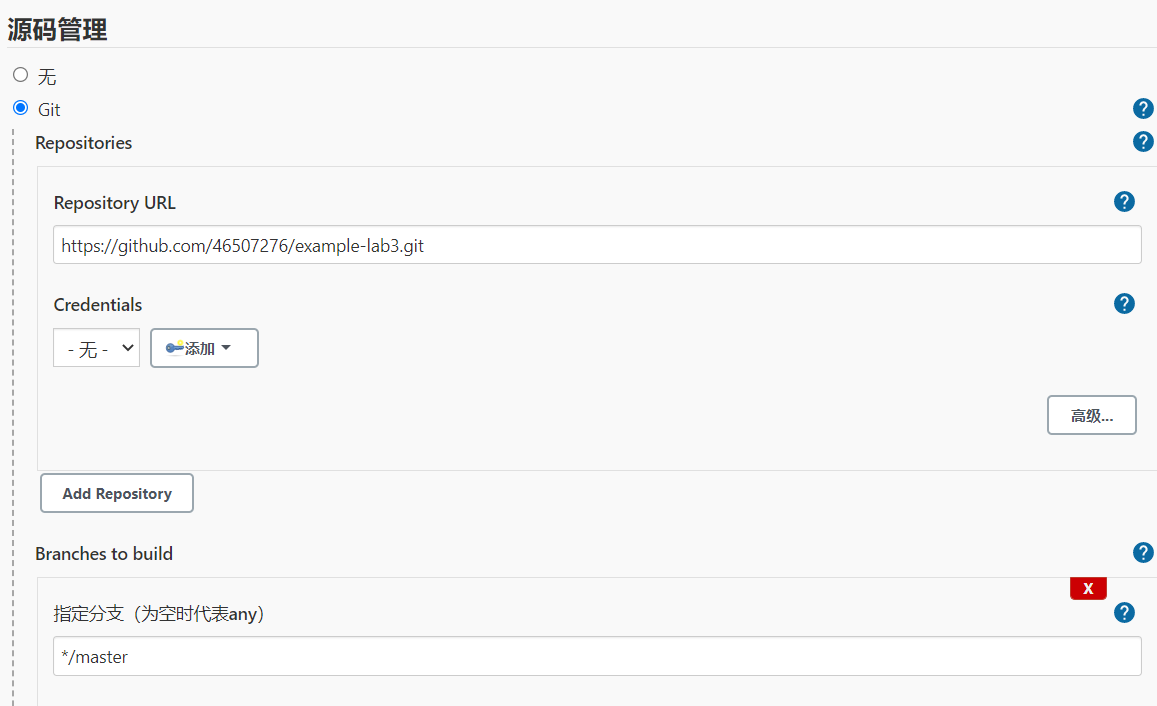 源码管理
无
Git
?
Repositories
?
Repository URL
?
https://github.com/46507276/example-lab3.git
Credentials
?
- 无 -
添加
高级...
Add Repository
Branches to build
?
X
指定分支（为空时代表any）
?
*/master